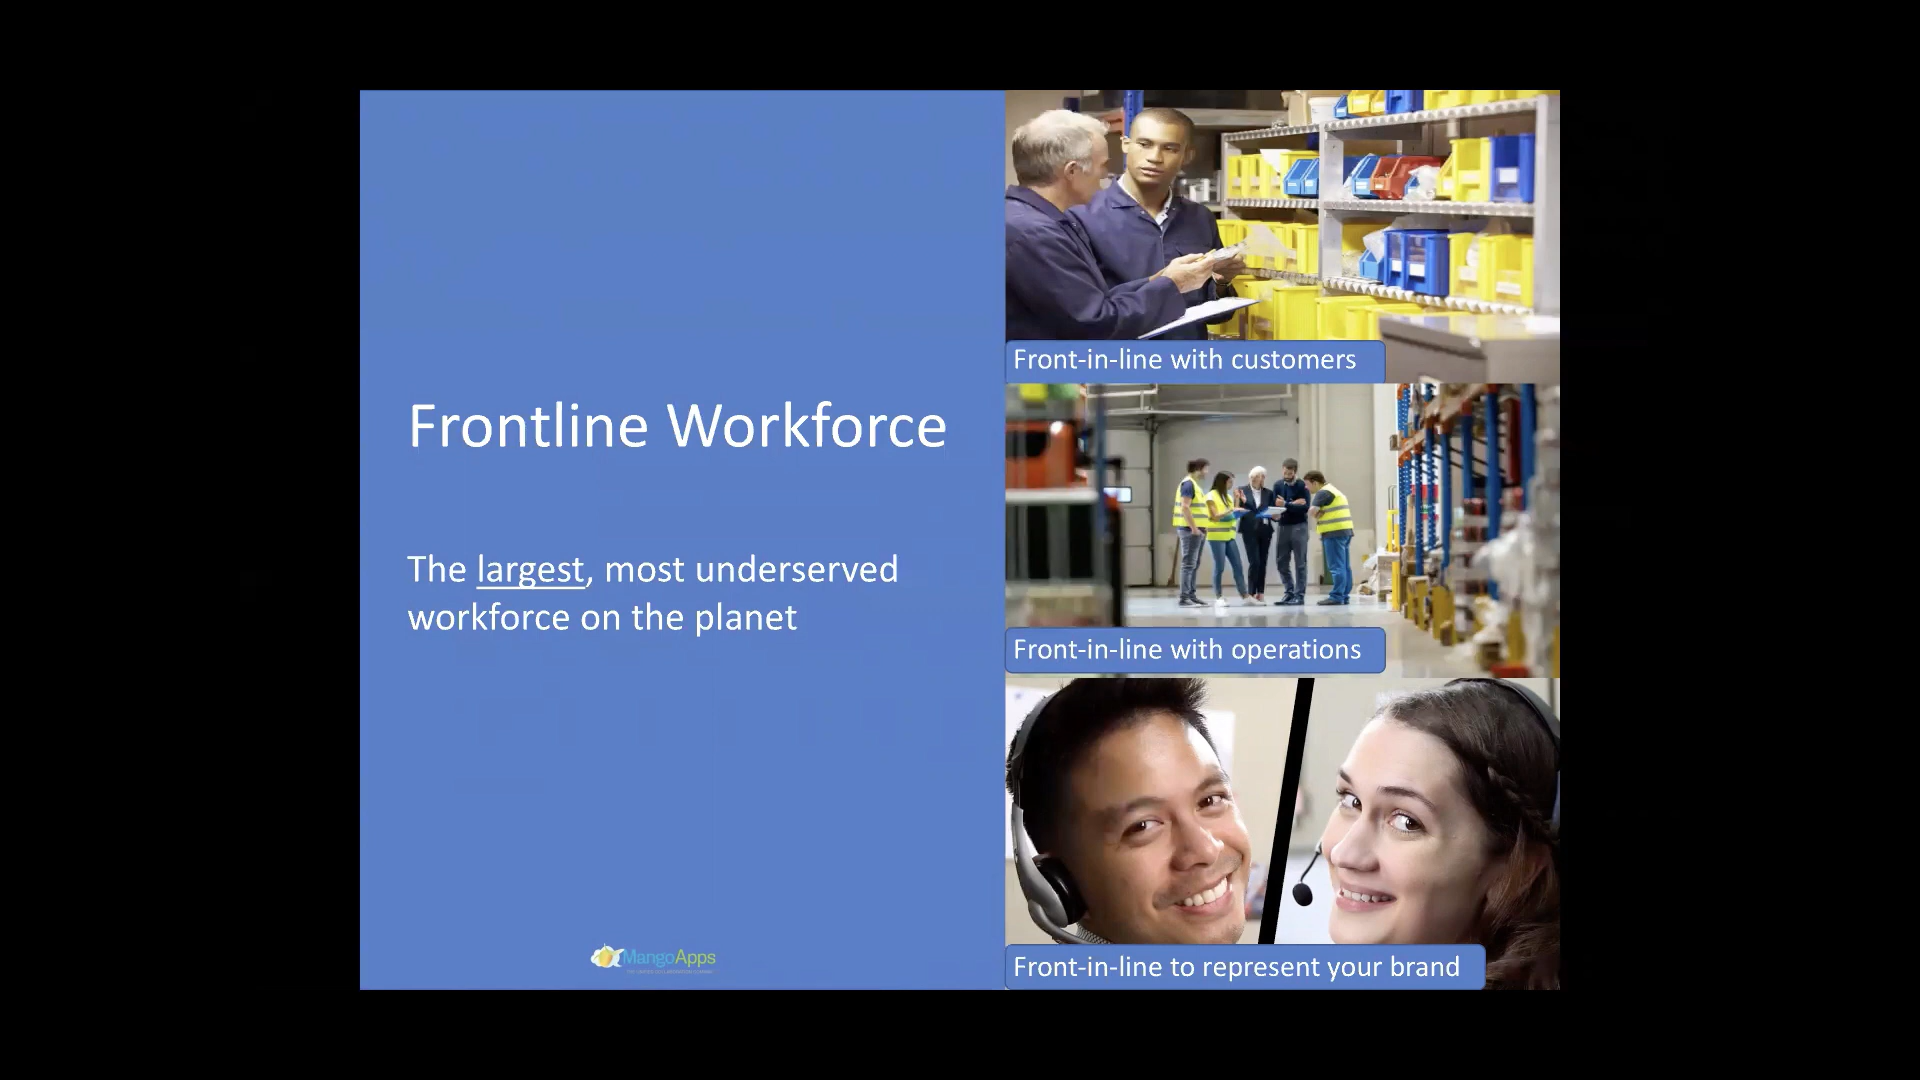 Frontline Workforce
The largest, most underserved
workforce on the planet
MangoApps
Front-in-line with customers
Front-in-line with operations
Front-in-line to represent your brand